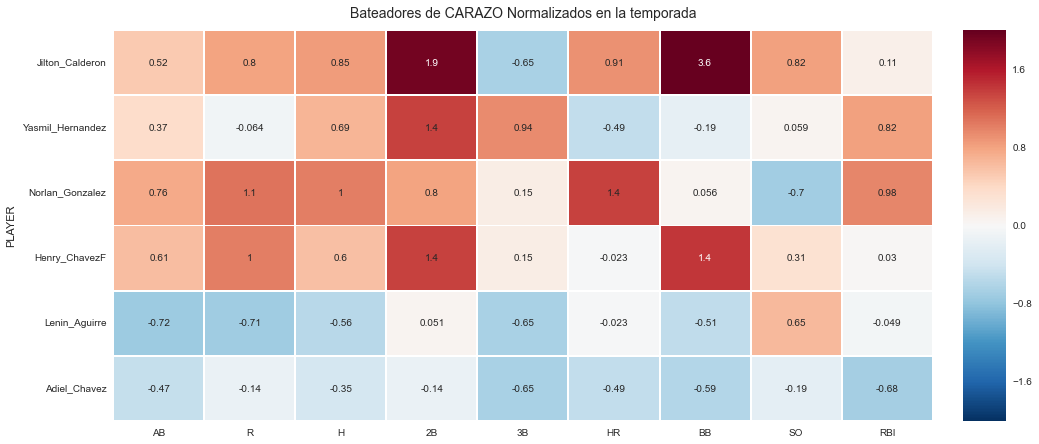 Bateadores de CARAZO Normalizados en la temporada
PLAYER
Jilton_Calderon 0.52 0.8 0.85 1.9 -0.65 0.91 3.6 0.82 0.11
Yasmil_Hernandez 0.37 -0.064 0.69 1.4 0.94 -0.49 -0.19 0.059 0.82
Norlan_Gonzalez 0.76 1.1 1 0.8 0.15 1.4 0.056 -0.7 0.98
Henry_ChavezF 0.61 1 0.6 1.4 0.15 -0.023 1.4 0.31 0.03
Lenin_Aguirre -0.72 -0.71 -0.56 0.051 -0.65 -0.023 -0.51 0.65 -0.049
Adiel_Chavez -0.47 -0.14 -0.35 -0.14 -0.65 -0.49 -0.59 -0.19 -0.68
AB R H 2B 3B HR BB SO RBI
1.6
0.8
0.0
−0.8
−1.6